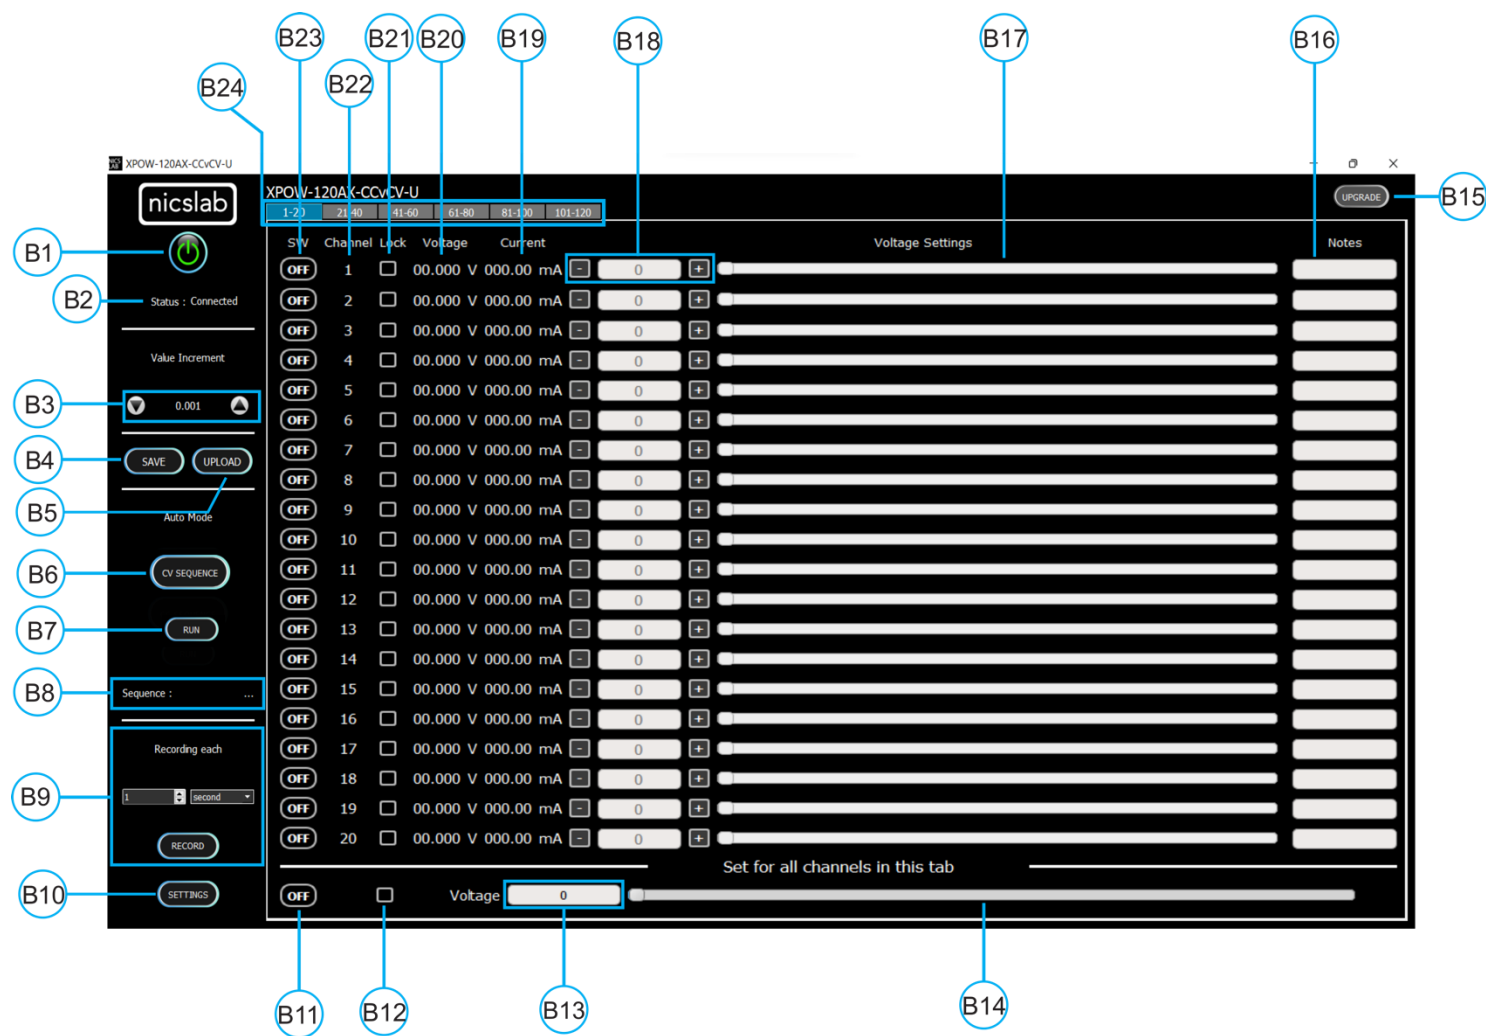 B23 B21 B20 B19 B18 B17 B16
B24 B22
NICS LAB XPOW-120AX-CCvCV-U
nicslab XPOW-120AX-CCvCV-U UPGRADE B15
1-20 21-40 41-60 61-80 81-100 101-120
B1 SW Channel Lock Voltage Current Voltage Settings Notes
OFF 1 00.000 V 000.00 mA - 0 +
B2 Status : Connected OFF 2 00.000 V 000.00 mA - 0 +
OFF 3 00.000 V 000.00 mA - 0 +
Value Increment OFF 4 00.000 V 000.00 mA - 0 +
OFF 5 00.000 V 000.00 mA - 0 +
B3 0.001 OFF 6 00.000 V 000.00 mA - 0 +
OFF 7 00.000 V 000.00 mA - 0 +
B4 SAVE UPLOAD OFF 8 00.000 V 000.00 mA - 0 +
B5 Auto Mode OFF 9 00.000 V 000.00 mA - 0 +
OFF 10 00.000 V 000.00 mA - 0 +
B6 CV SEQUENCE OFF 11 00.000 V 000.00 mA - 0 +
OFF 12 00.000 V 000.00 mA - 0 +
B7 RUN OFF 13 00.000 V 000.00 mA - 0 +
OFF 14 00.000 V 000.00 mA - 0 +
B8 Sequence : ... OFF 15 00.000 V 000.00 mA - 0 +
OFF 16 00.000 V 000.00 mA - 0 +
Recording each OFF 17 00.000 V 000.00 mA - 0 +
OFF 18 00.000 V 000.00 mA - 0 +
B9 1 second OFF 19 00.000 V 000.00 mA - 0 +
RECORD OFF 20 00.000 V 000.00 mA - 0 +
Set for all channels in this tab
B10 SETTINGS OFF Voltage 0
B11 B12 B13 B14